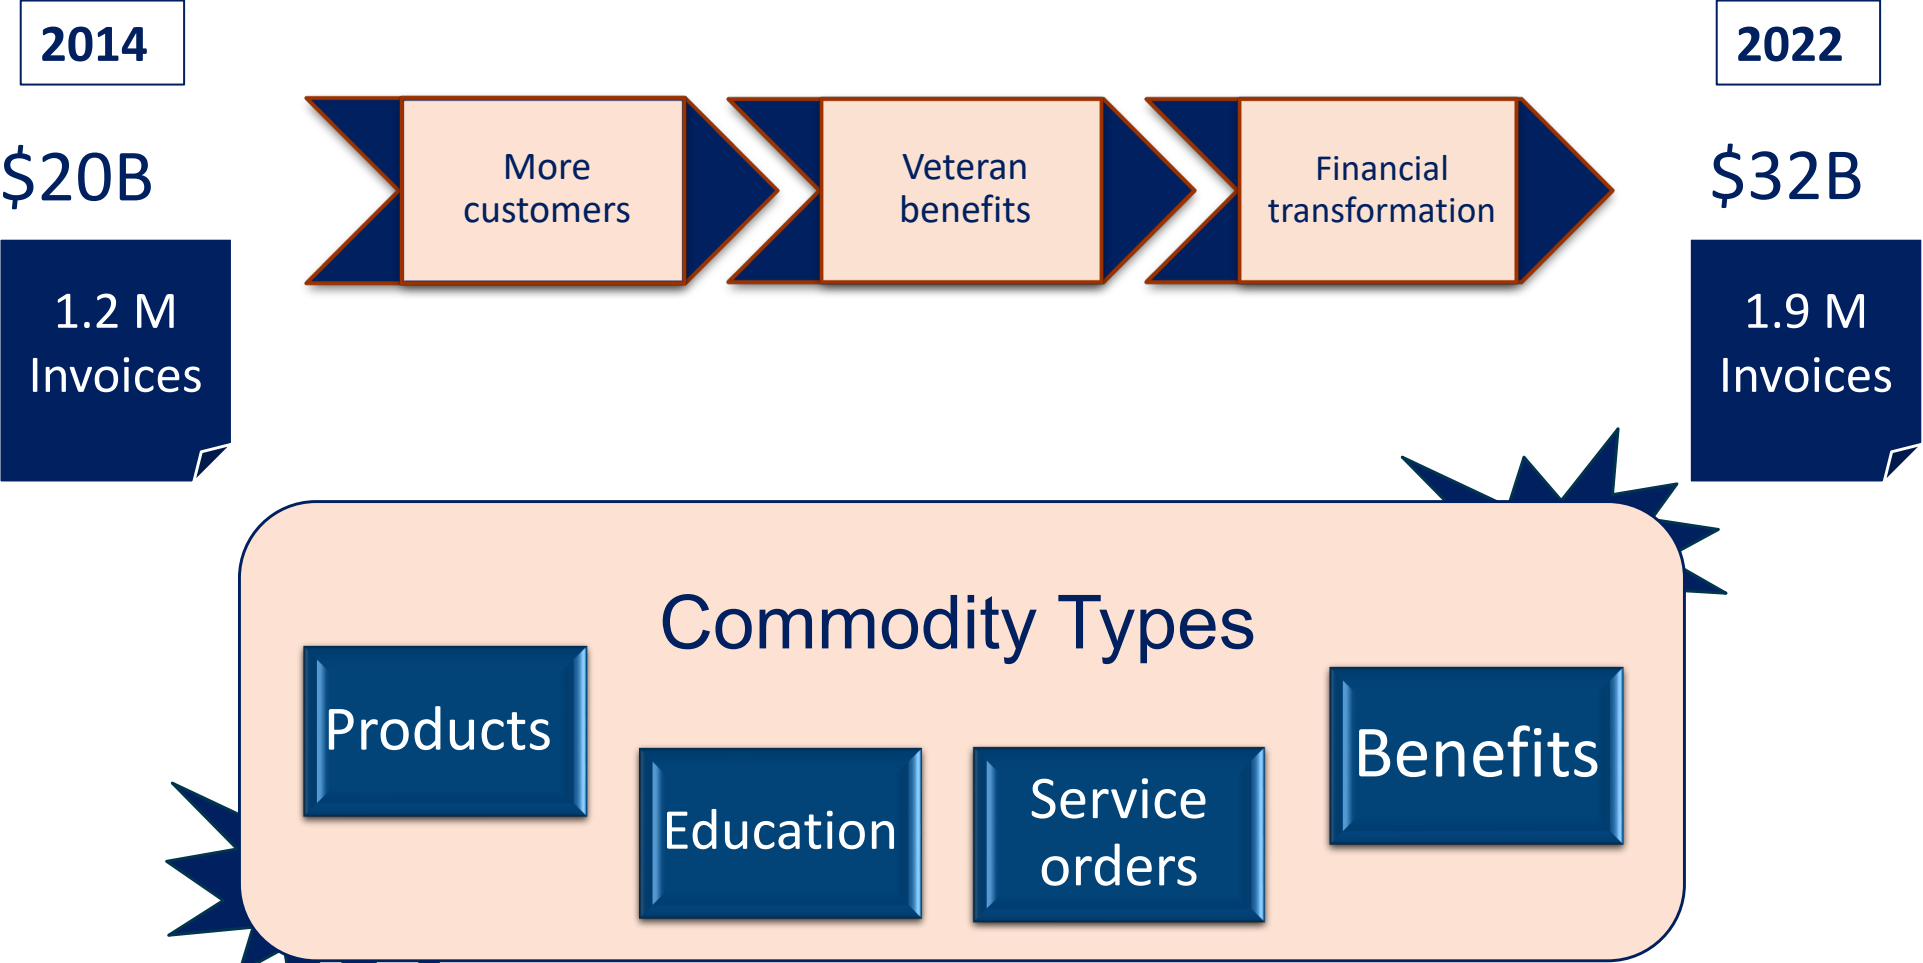 2014
2022
$20B
$32B
More
customers
Veteran
benefits
Financial
transformation
1.2 M
Invoices
1.9 M
Invoices
Commodity Types
Products
Education
Service
orders
Benefits